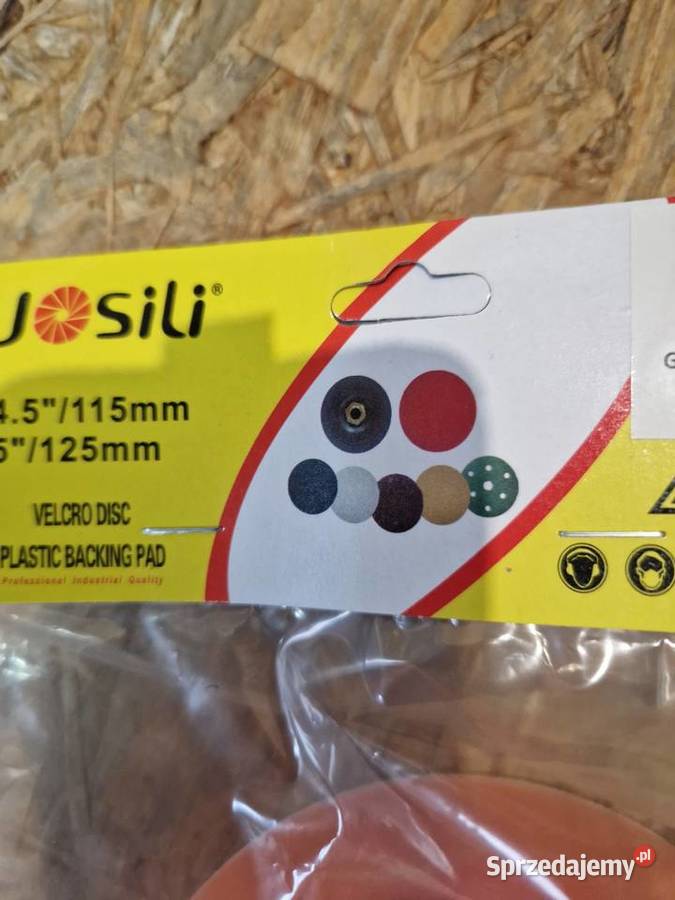 JOSiLi®
4.5"/115mm
5"/125mm
VELCRO DISC
PLASTIC BACKING PAD
Professional Industrial Quality
G
Sprzedajemy.pl